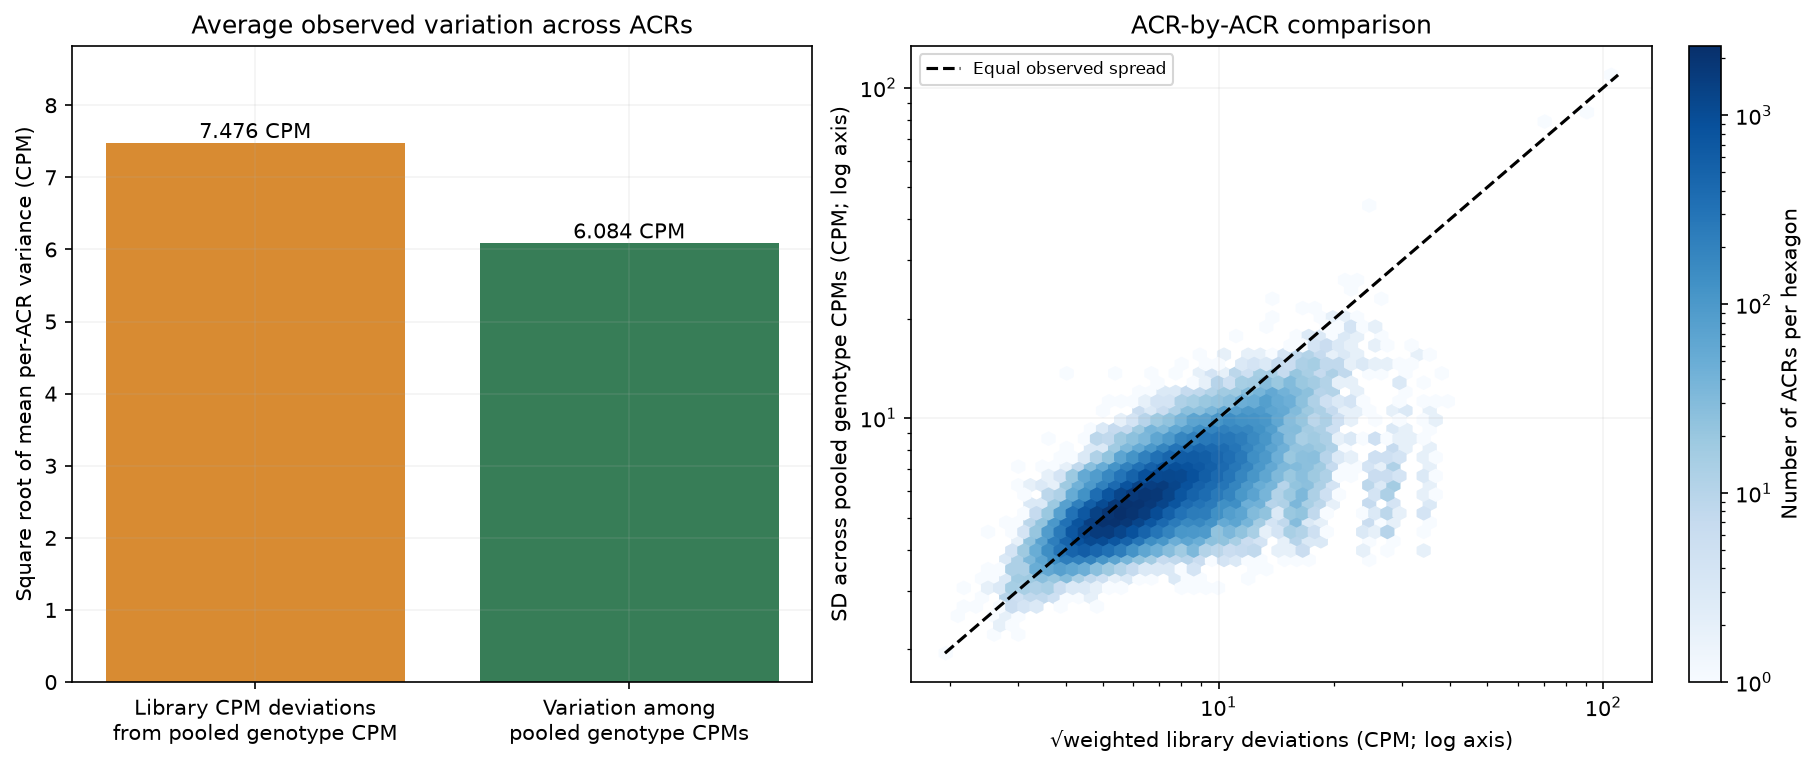 Average observed variation across ACRs
Square root of mean per-ACR variance (CPM)
8
7
6
5
4
3
2
1
0
7.476 CPM
6.084 CPM
Library CPM deviations
from pooled genotype CPM
Variation among
pooled genotype CPMs
ACR-by-ACR comparison
Equal observed spread
SD across pooled genotype CPMs (CPM; log axis)
10²
10¹
10¹
10²
√weighted library deviations (CPM; log axis)
10³
10²
10¹
10⁰
Number of ACRs per hexagon